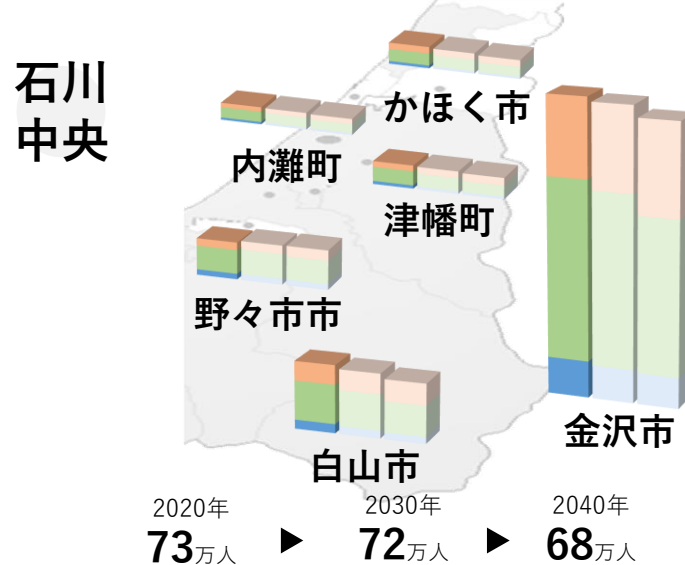 石川
中央
かほく市
内灘町
津幡町
野々市市
金沢市
白山市
2020年
2030年
2040年
73万人 ▶ 72万人 ▶ 68万人